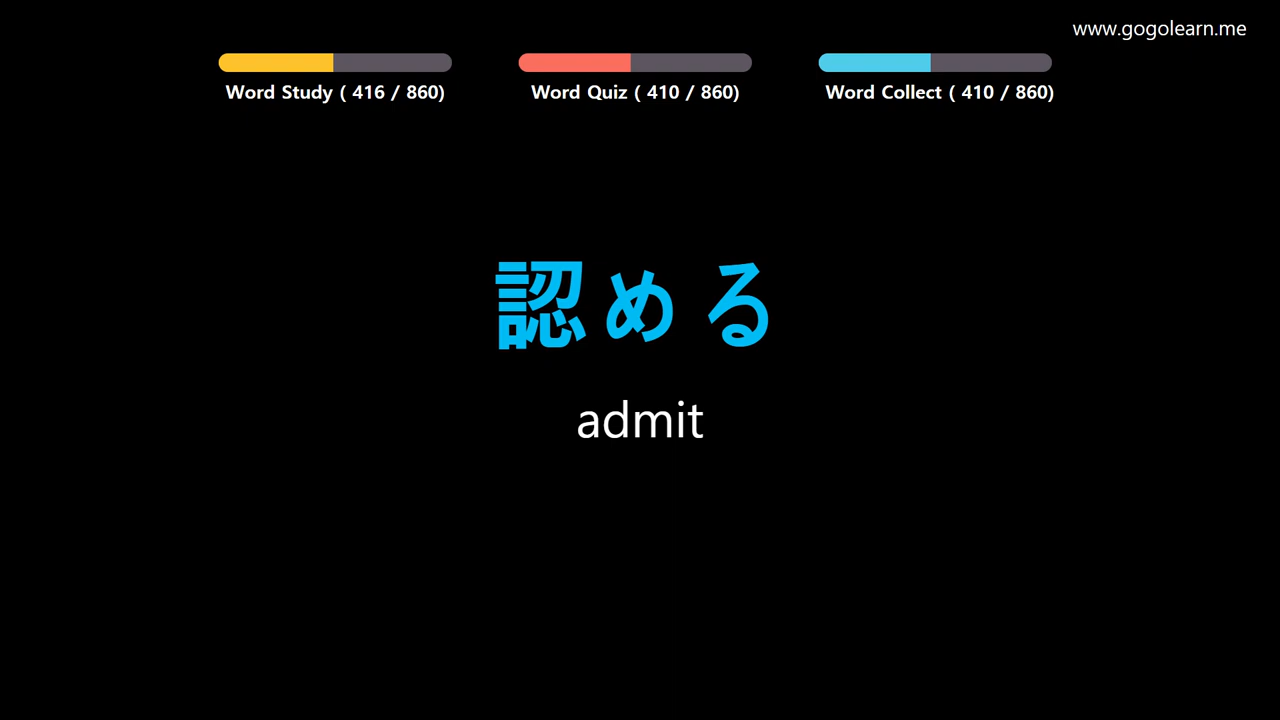 www.gogolearn.me
Word Study ( 416 / 860)
Word Quiz ( 410 / 860)
Word Collect ( 410 / 860)
認める
admit